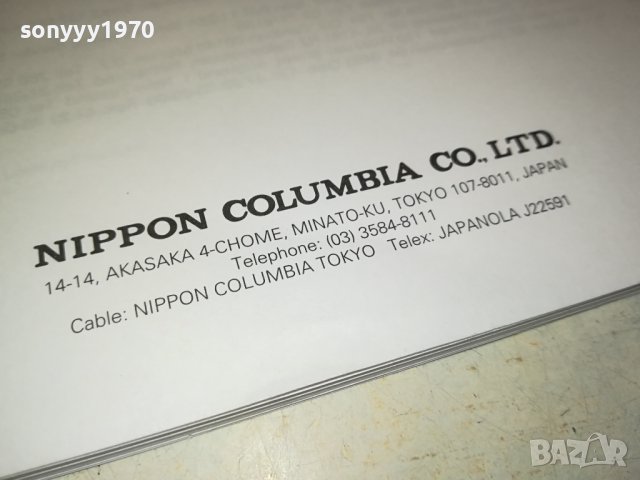 sonyyy1970
NIPPON COLUMBIA CO., LTD.
14-14, AKASAKA 4-CHOME, MINATO-KU, TOKYO 107-8011, JAPAN
Telephone: (03) 3584-8111
Cable: NIPPON COLUMBIA TOKYO Telex: JAPANOLA J22591
BAZAR